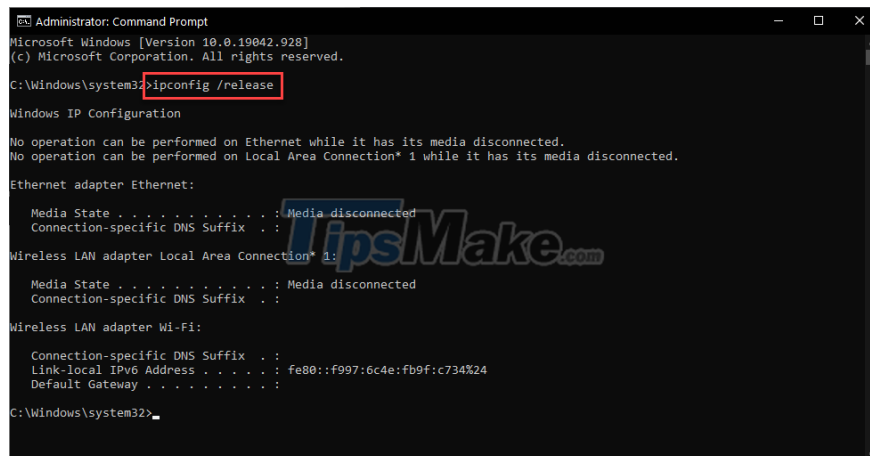 Administrator: Command Prompt
Microsoft Windows [Version 10.0.19042.928]
(c) Microsoft Corporation. All rights reserved.
C:\Windows\system32>ipconfig /release
Windows IP Configuration
No operation can be performed on Ethernet while it has its media disconnected.
No operation can be performed on Local Area Connection* 1 while it has its media disconnected.
Ethernet adapter Ethernet:
Media State . . . . . . . . . . . : Media disconnected
Connection-specific DNS Suffix  . :
Wireless LAN adapter Local Area Connection* 1:
Media State . . . . . . . . . . . : Media disconnected
Connection-specific DNS Suffix  . :
TipsMake.com
Wireless LAN adapter Wi-Fi:
Connection-specific DNS Suffix  . :
Link-local IPv6 Address . . . . . : fe80::f997:6c4e:fb9f:c734%24
Default Gateway . . . . . . . . . :
C:\Windows\system32>